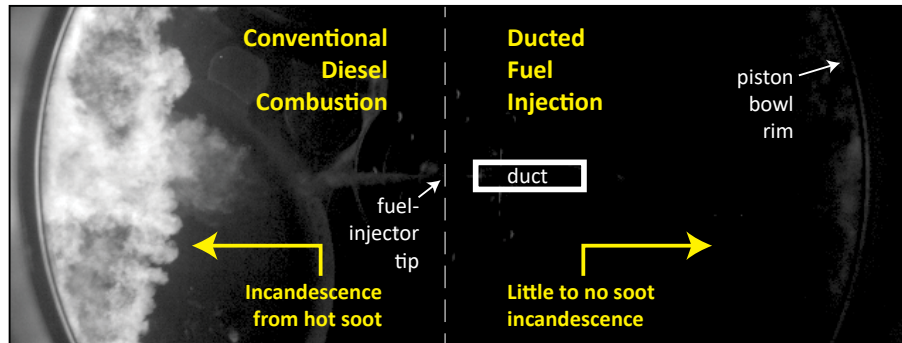 Conventional
Diesel
Combustion
Ducted
Fuel
Injection
piston
bowl
rim
duct
fuel-
injector
tip
Incandescence
from hot soot
Little to no soot
incandescence